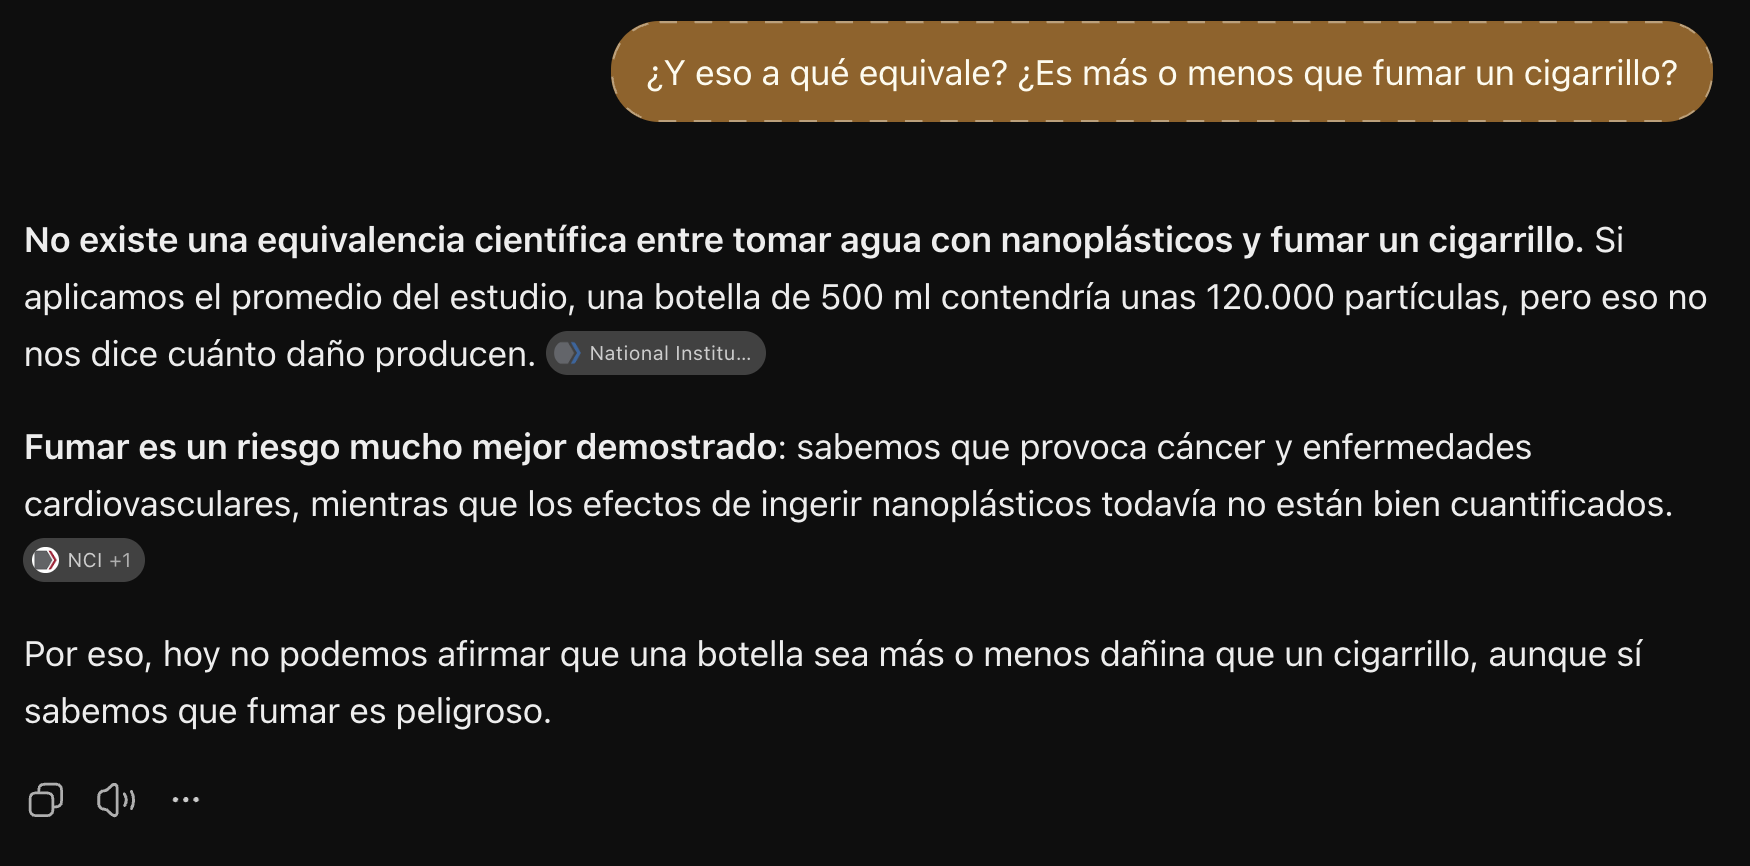 ¿Y eso a qué equivale? ¿Es más o menos que fumar un cigarrillo?
No existe una equivalencia científica entre tomar agua con nanoplásticos y fumar un cigarrillo. Si
aplicamos el promedio del estudio, una botella de 500 ml contendría unas 120.000 partículas, pero eso no
nos dice cuánto daño producen. National Institu...
Fumar es un riesgo mucho mejor demostrado: sabemos que provoca cáncer y enfermedades
cardiovasculares, mientras que los efectos de ingerir nanoplásticos todavía no están bien cuantificados.
NCI +1
Por eso, hoy no podemos afirmar que una botella sea más o menos dañina que un cigarrillo, aunque sí
sabemos que fumar es peligroso.